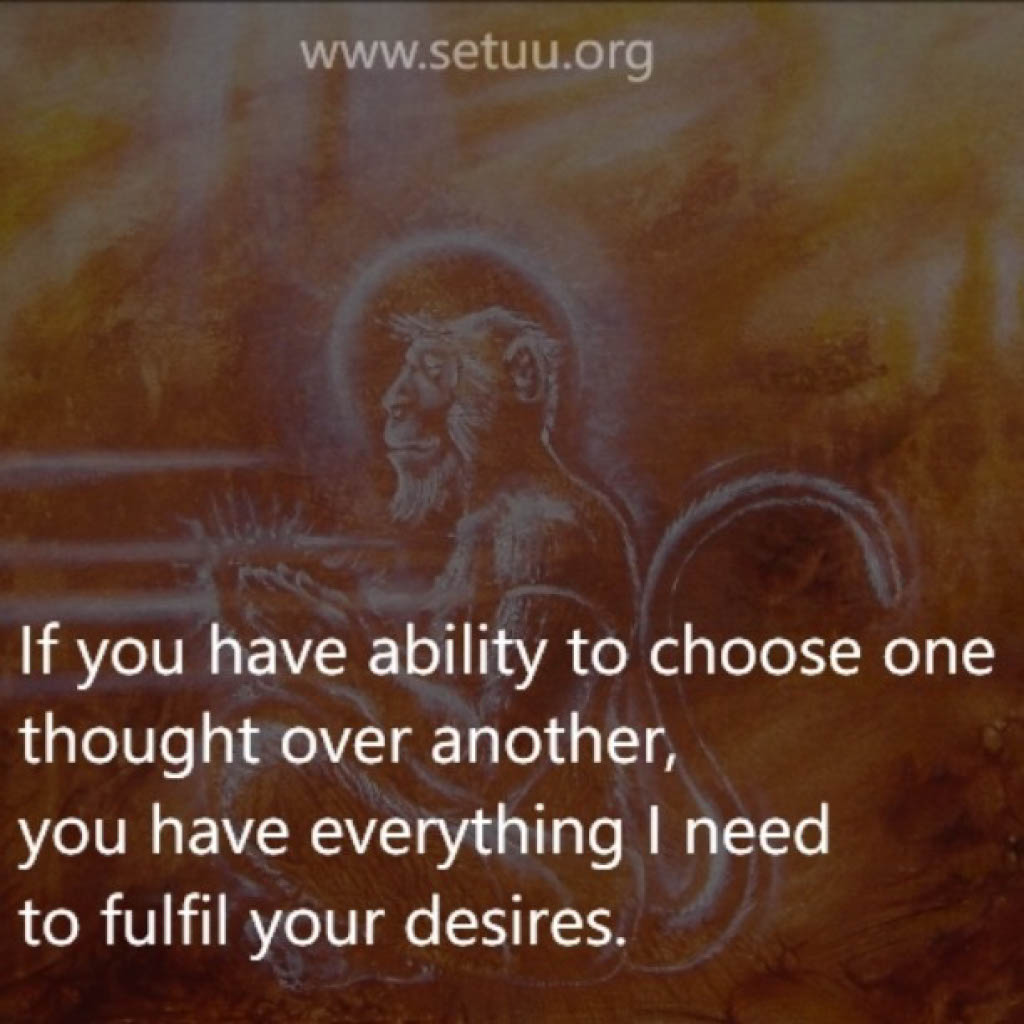 www.setuu.org
If you have ability to choose one
thought over another,
you have everything I need
to fulfil your desires.